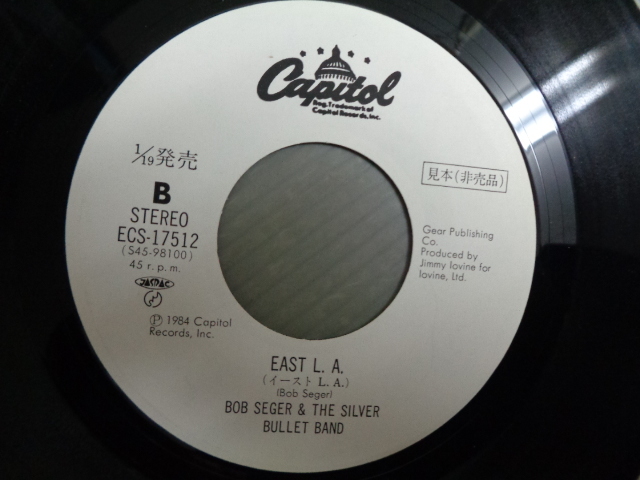 Capitol
Reg. Trademark of
Capitol Records, Inc.
1/19発売
見本(非売品)
B
STEREO
ECS-17512
(S45-98100)
45 r.p.m.
JASRAC
Ⓟ 1984 Capitol
Records, Inc.
Gear Publishing
Co.
Produced by
Jimmy Iovine for
Iovine, Ltd.
EAST L. A.
(イースト L. A.)
(Bob Seger)
BOB SEGER & THE SILVER
BULLET BAND